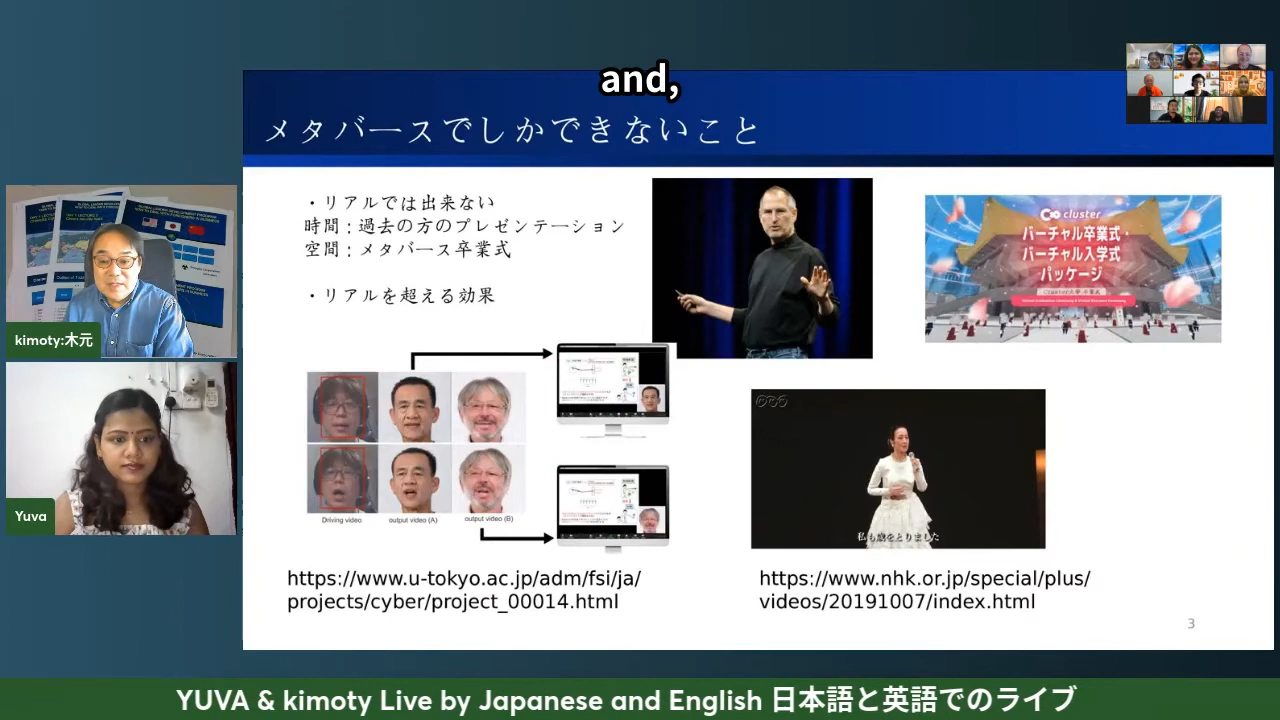 and,
メタバースでしかできないこと
・リアルでは出来ない
時間：過去の方のプレゼンテーション
空間：メタバース卒業式
・リアルを超える効果
cluster
バーチャル卒業式・
バーチャル入学式
パッケージ
kimoty:木元
Yuva
Driving video
output video (A)
output video (B)
私も歳をとりました
https://www.u-tokyo.ac.jp/adm/fsi/ja/
projects/cyber/project_00014.html
https://www.nhk.or.jp/special/plus/
videos/20191007/index.html
3
YUVA & kimoty Live by Japanese and English 日本語と英語でのライブ